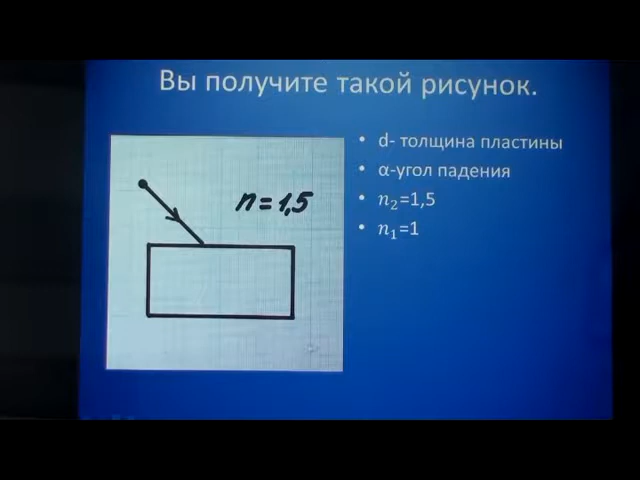 Вы получите такой рисунок.
n = 1,5
• d- толщина пластины
• α-угол падения
• n₂=1,5
• n₁=1